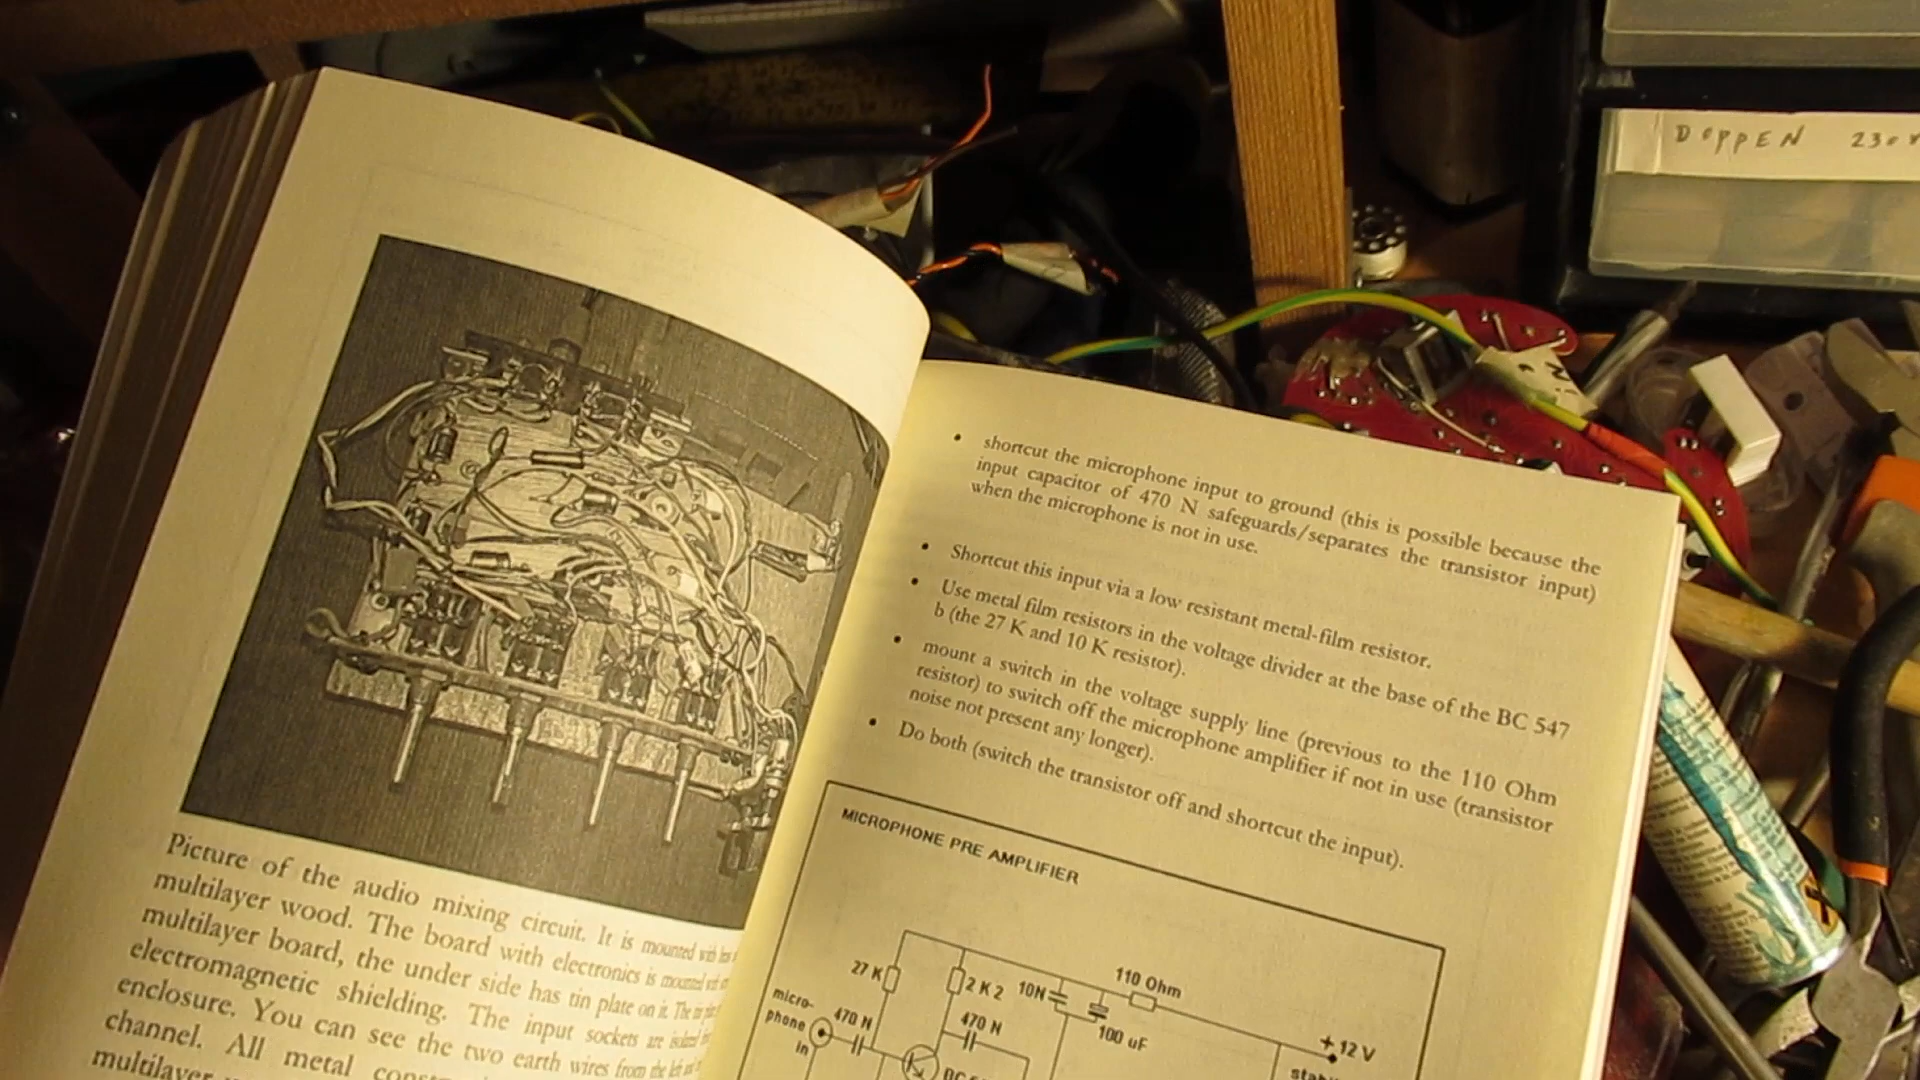 DOPPEN 230V
Picture of the audio mixing circuit. It is mounted with
multilayer wood. The board with electronics is mounted
multilayer board, the under side has tin plate on it. The
electromagnetic shielding. The input sockets are isolated
enclosure. You can see the two earth wires from the left
channel. All metal
multilayer
• shortcut the microphone input to ground (this is possible because the
input capacitor of 470 N safeguards/separates the transistor input)
when the microphone is not in use.
• Shortcut this input via a low resistant metal-film resistor.
• Use metal film resistors in the voltage divider at the base of the BC 547
b (the 27 K and 10 K resistor).
• mount a switch in the voltage supply line (previous to the 110 Ohm
resistor) to switch off the microphone amplifier if not in use (transistor
noise not present any longer).
• Do both (switch the transistor off and shortcut the input).
MICROPHONE PRE AMPLIFIER
27 K
2 K 2
10N
110 Ohm
micro-
phone
in
470 N
470 N
100 uF
+ 12 V